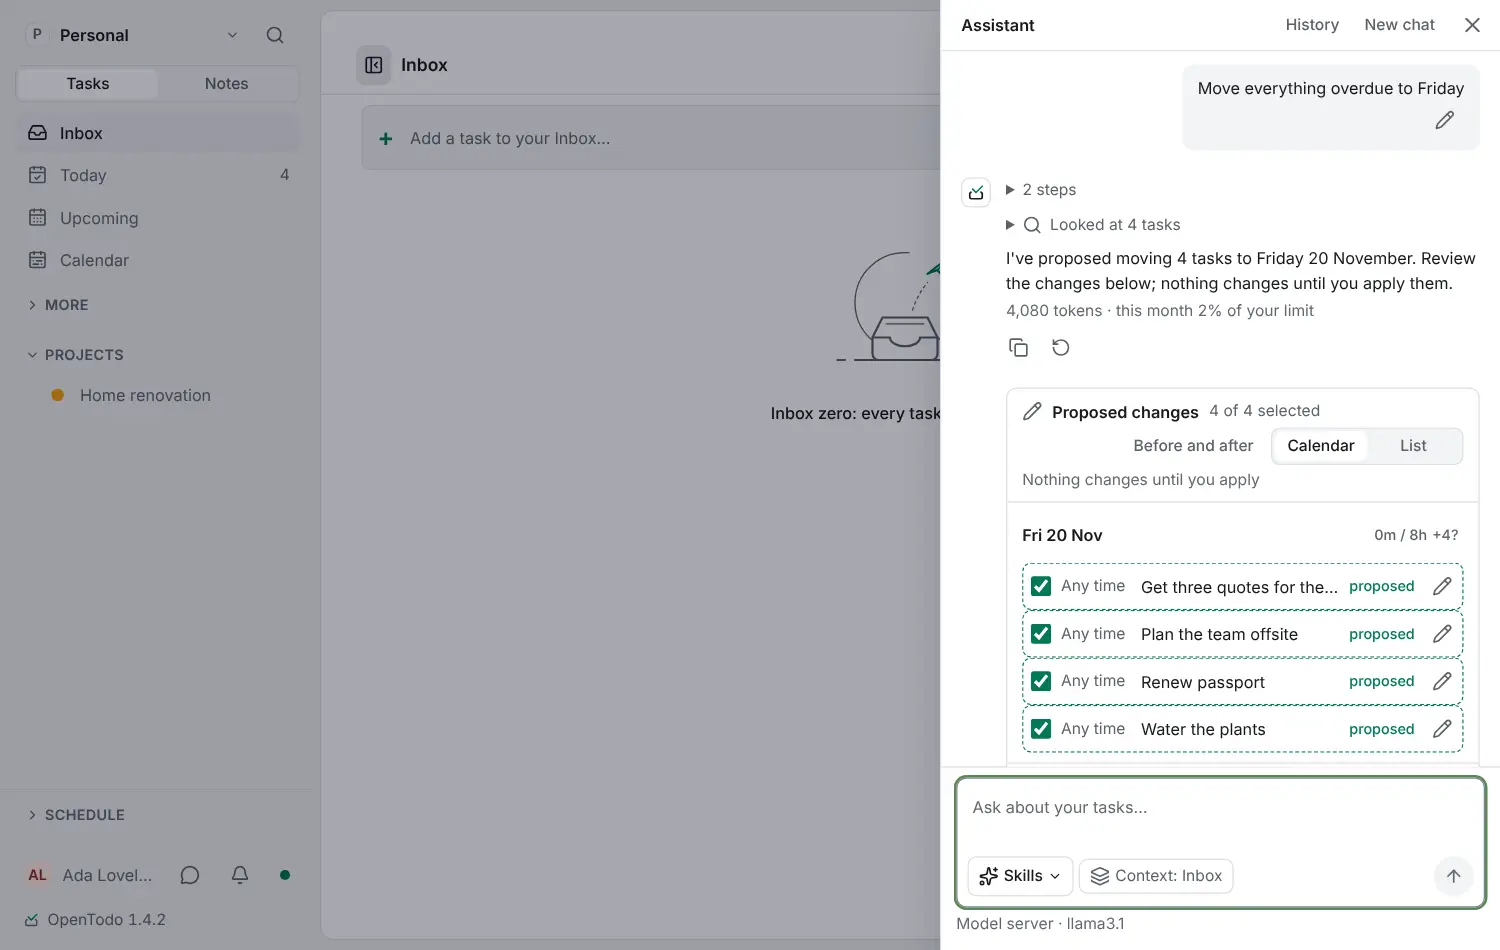 P Personal
Tasks Notes
Inbox
Today 4
Upcoming
Calendar
MORE
PROJECTS
Home renovation
SCHEDULE
AL Ada Lovel...
OpenTodo 1.4.2
Inbox
Add a task to your Inbox...
Inbox zero: every task
Assistant History New chat
Move everything overdue to Friday
2 steps
Looked at 4 tasks
I've proposed moving 4 tasks to Friday 20 November. Review
the changes below; nothing changes until you apply them.
4,080 tokens · this month 2% of your limit
Proposed changes 4 of 4 selected
Before and after Calendar List
Nothing changes until you apply
Fri 20 Nov 0m / 8h +4?
Any time Get three quotes for the... proposed
Any time Plan the team offsite proposed
Any time Renew passport proposed
Any time Water the plants proposed
Ask about your tasks...
Skills Context: Inbox
Model server · llama3.1